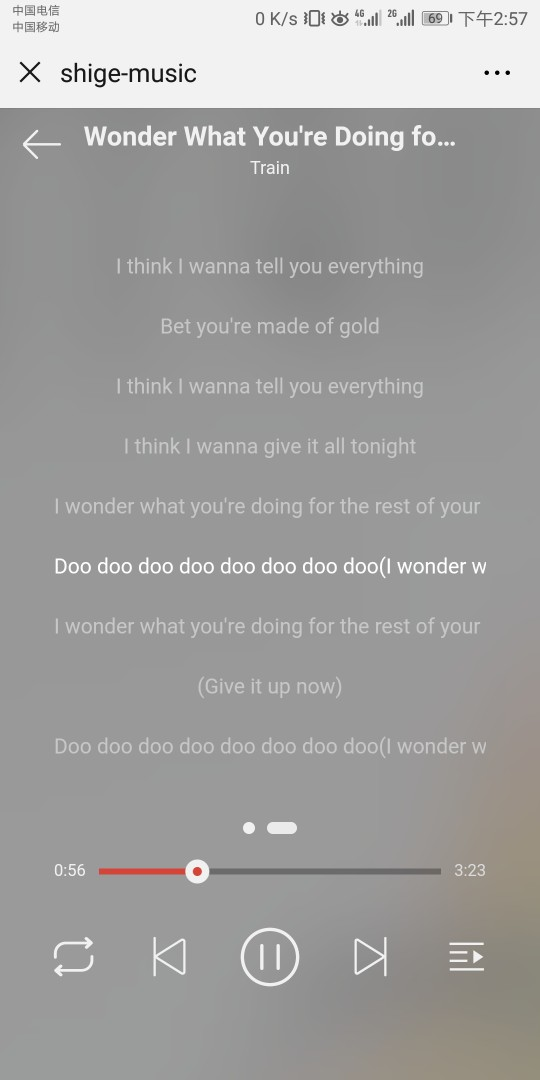 中国电信
中国移动
0 K/s 4G 2G 69 下午2:57
shige-music
Wonder What You're Doing fo...
Train
I think I wanna tell you everything
Bet you're made of gold
I think I wanna tell you everything
I think I wanna give it all tonight
I wonder what you're doing for the rest of your
Doo doo doo doo doo doo doo doo(I wonder w
I wonder what you're doing for the rest of your
(Give it up now)
Doo doo doo doo doo doo doo doo(I wonder w
0:56 3:23